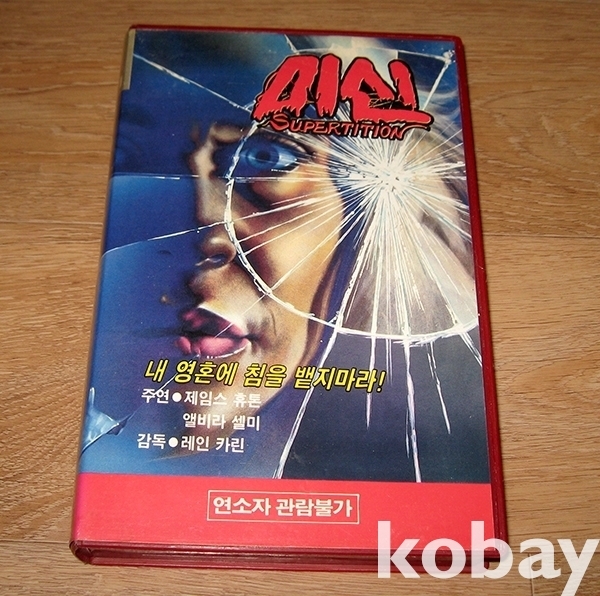 미신
SUPERTITION
내 영혼에 침을 뱉지마라!
주연 ● 제임스 휴톤
앨비라 셀미
감독 ● 레인 카린
연소자 관람불가
kobay